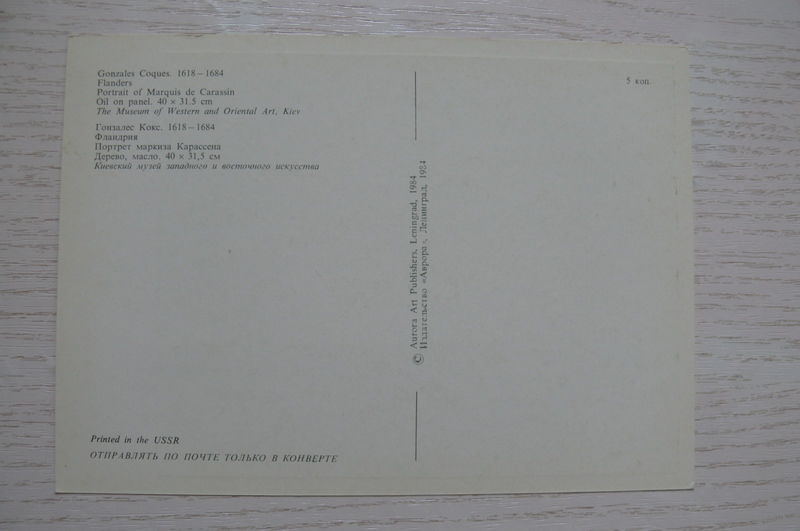 Gonzales Coques. 1618–1684
Flanders
Portrait of Marquis de Carassin
Oil on panel. 40 × 31.5 cm
The Museum of Western and Oriental Art, Kiev
Гонзалес Кокс. 1618–1684
Фландрия
Портрет маркиза Карассена
Дерево, масло. 40 × 31,5 см
Киевский музей западного и восточного искусства
Printed in the USSR
ОТПРАВЛЯТЬ ПО ПОЧТЕ ТОЛЬКО В КОНВЕРТЕ
© Aurora Art Publishers, Leningrad, 1984
Издательство «Аврора», Ленинград, 1984
5 коп.